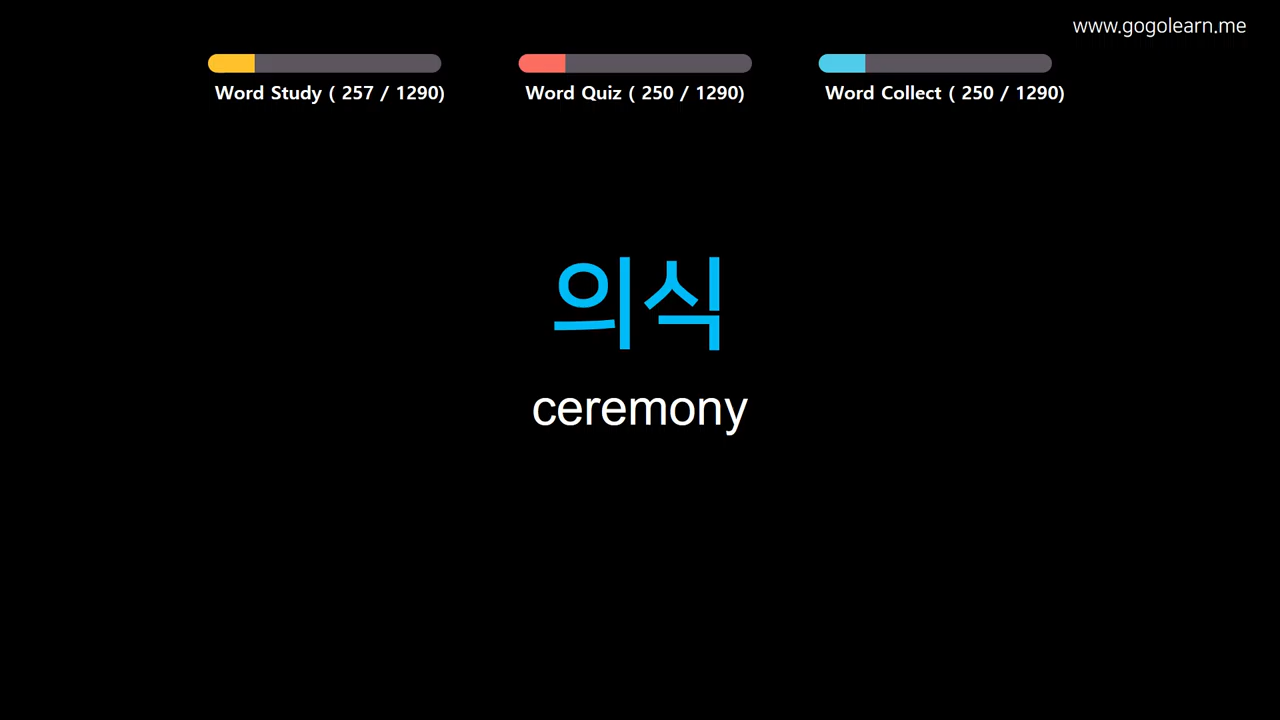 www.gogolearn.me
Word Study ( 257 / 1290)
Word Quiz ( 250 / 1290)
Word Collect ( 250 / 1290)
의식
ceremony